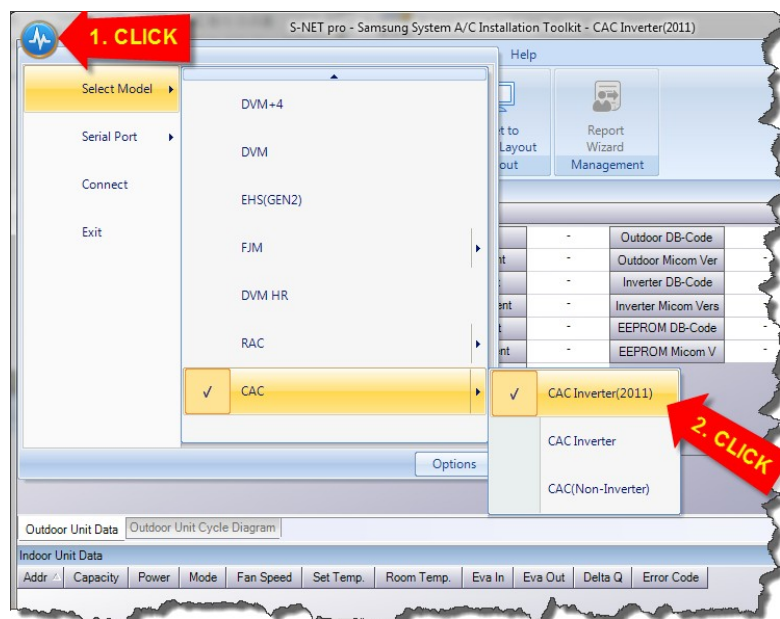 S-NET pro - Samsung System A/C Installation Toolkit - CAC Inverter(2011)
1. CLICK
Help
Select Model
Serial Port
Connect
Exit
DVM+4
DVM
EHS(GEN2)
FJM
DVM HR
RAC
✓ CAC
Layout
Report
Wizard
Management
- Outdoor DB-Code -
- Outdoor Micom Ver -
- Inverter DB-Code -
- Inverter Micom Vers -
- EEPROM DB-Code -
- EEPROM Micom V -
✓ CAC Inverter(2011)
CAC Inverter
CAC(Non-Inverter)
2. CLICK
Options
Outdoor Unit Data Outdoor Unit Cycle Diagram
Indoor Unit Data
Addr Capacity Power Mode Fan Speed Set Temp. Room Temp. Eva In Eva Out Delta Q Error Code